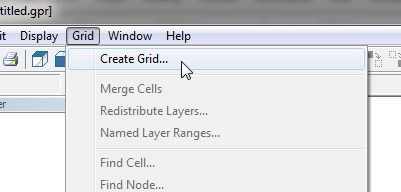 titled.gpr]
it Display Grid Window Help
Create Grid...
Merge Cells
Redistribute Layers...
Named Layer Ranges...
Find Cell...
Find Node...
er